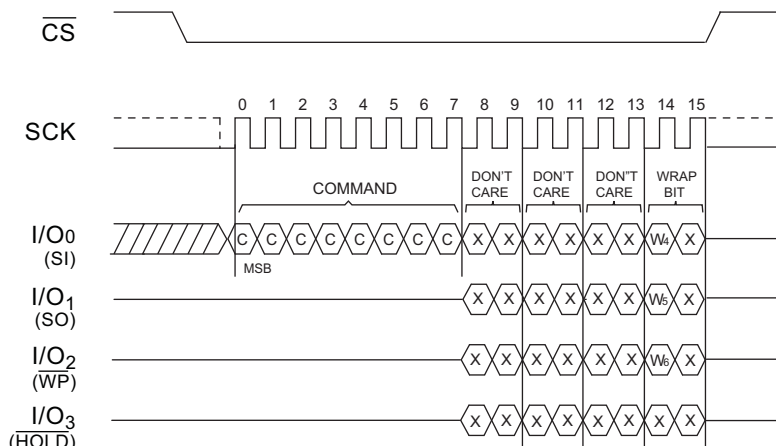 CS
0 1 2 3 4 5 6 7 8 9 10 11 12 13 14 15
SCK
COMMAND
DON'T CARE
DON'T CARE
DON"T CARE
WRAP BIT
I/O0 C C C C C C C C X X X X X X W4 X
(SI)
MSB
I/O1 X X X X X X W5 X
(SO)
I/O2 X X X X X X W6 X
(WP)
I/O3 X X X X X X X X
(HOLD)